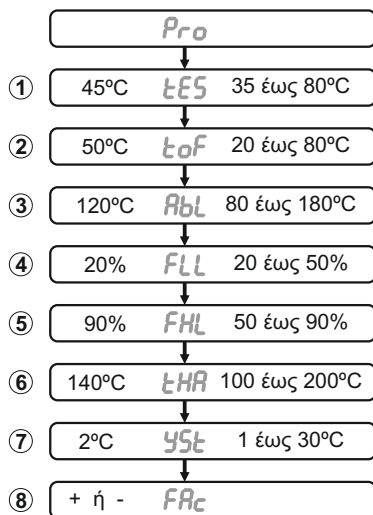 Pro
① 45ºC tES 35 έως 80ºC
② 50ºC toF 20 έως 80ºC
③ 120ºC AbL 80 έως 180ºC
④ 20% FLL 20 έως 50%
⑤ 90% FHL 50 έως 90%
⑥ 140ºC tHA 100 έως 200ºC
⑦ 2ºC YSt 1 έως 30ºC
⑧ + ή - FAc